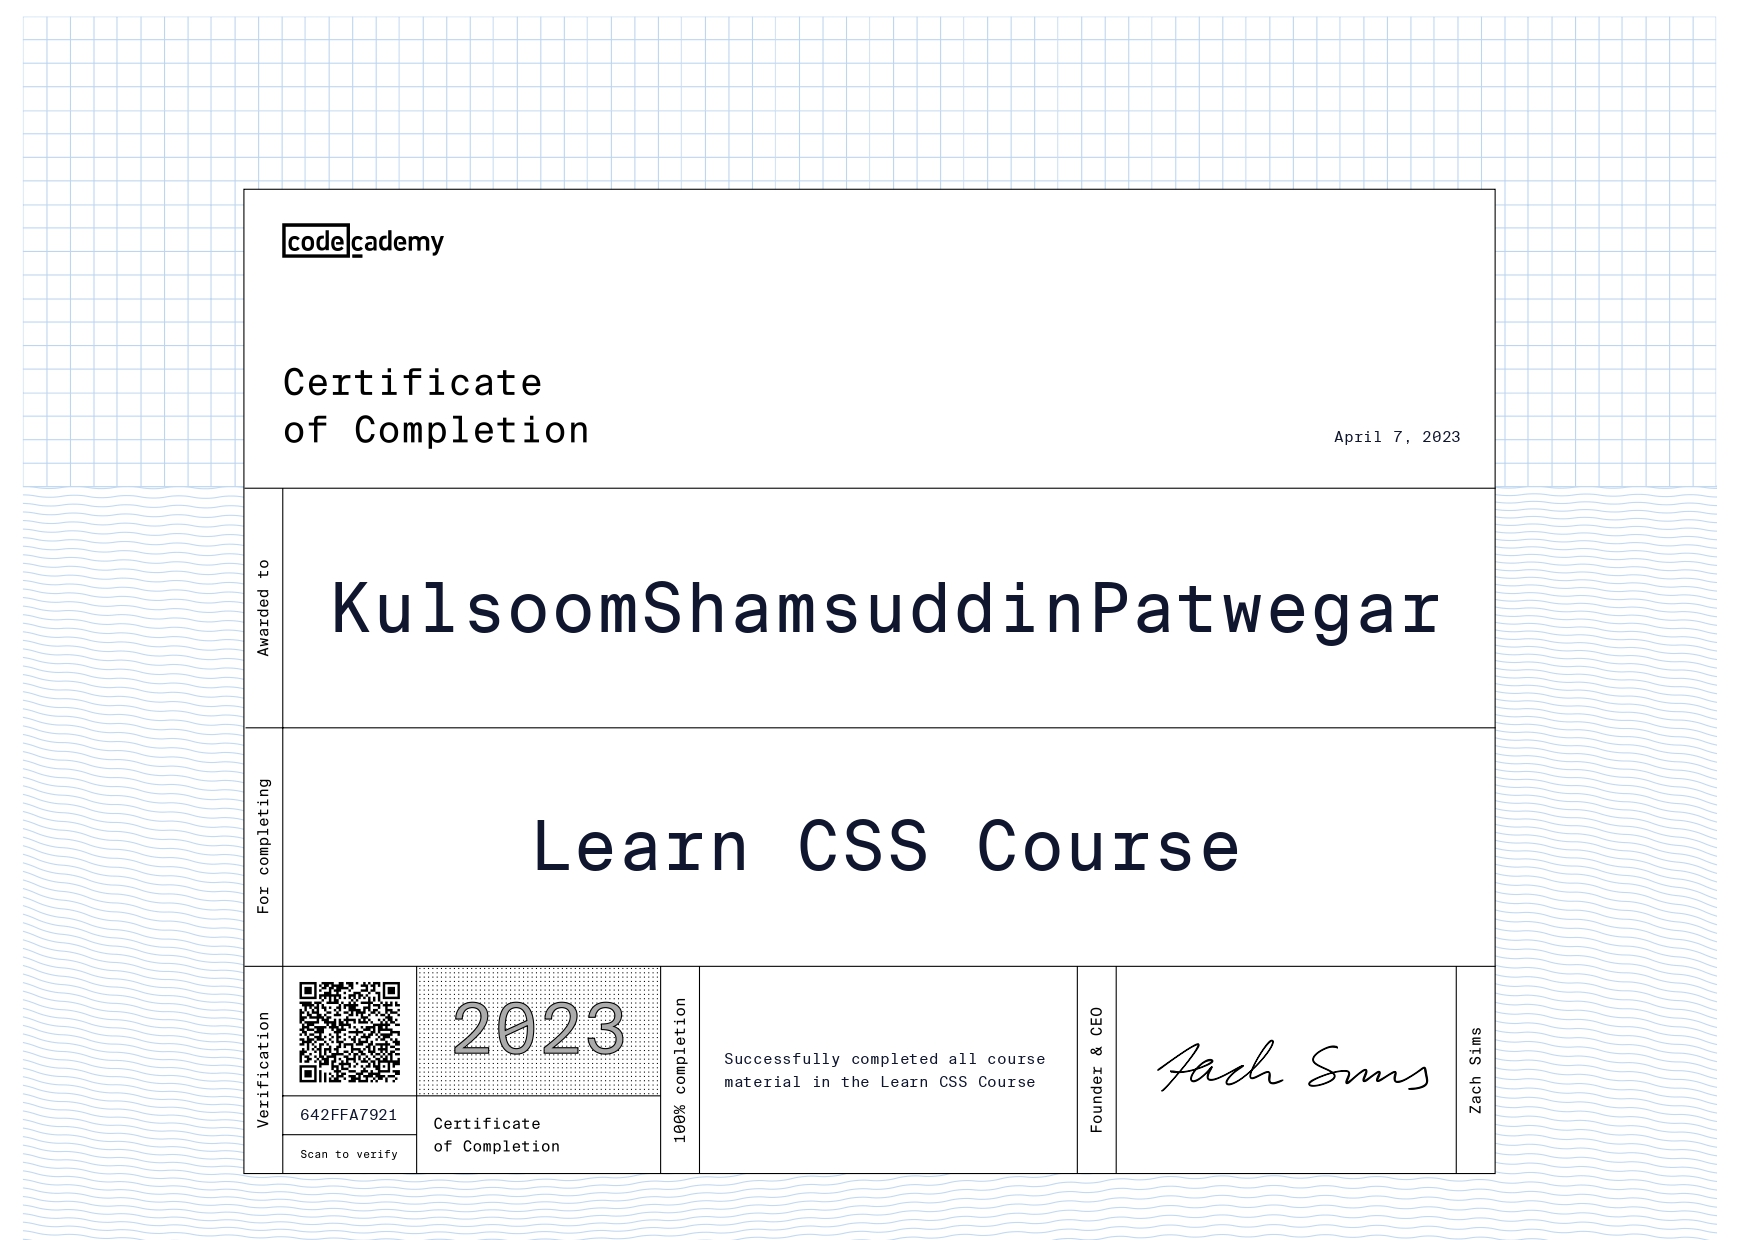 codecademy
Certificate
of Completion
April 7, 2023
Awarded to
KulsoomShamsuddinPatwegar
For completing
Learn CSS Course
Verification
642FFA7921
Scan to verify
2023
Certificate
of Completion
100% completion
Successfully completed all course
material in the Learn CSS Course
Founder & CEO
Zach Sims
Zach Sims